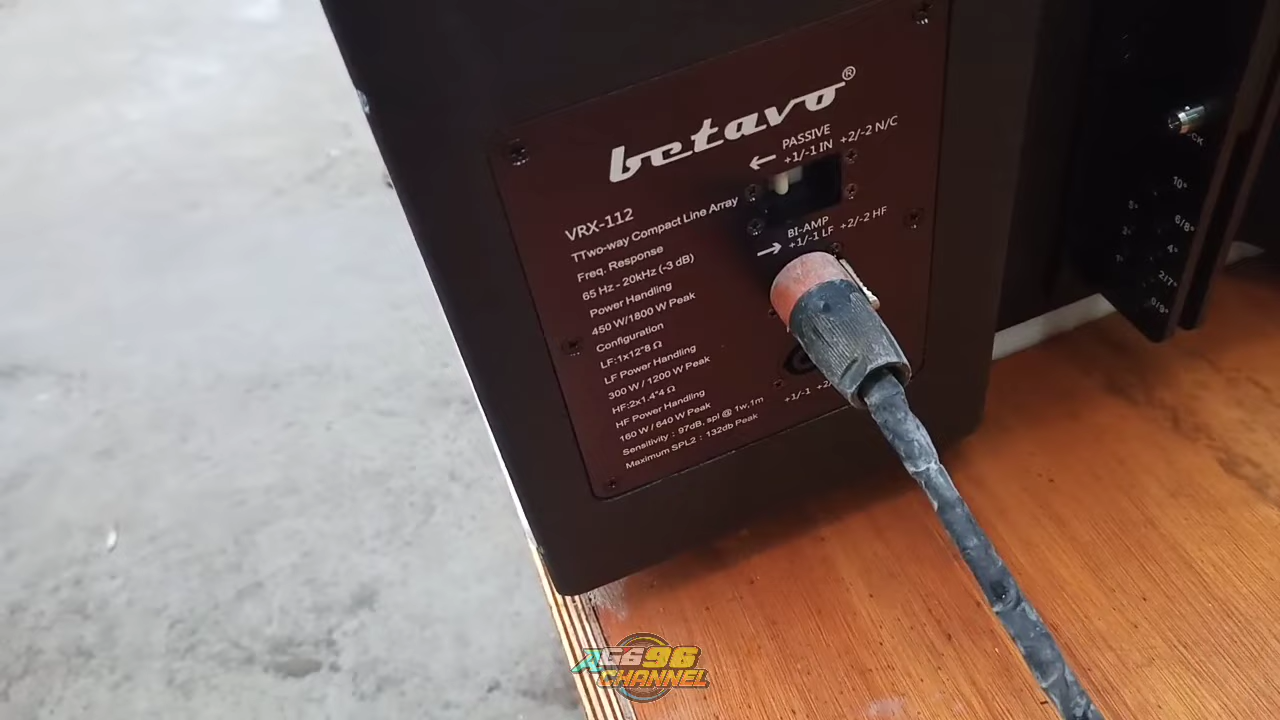 betavo®
PASSIVE
+1/-1 IN +2/-2 N/C
VRX-112
TTwo-way Compact Line Array
BI-AMP
+1/-1 LF +2/-2 HF
Freq. Response
65 Hz - 20kHz (-3 dB)
Power Handling
450 W/1800 W Peak
Configuration
LF:1x12*8 Ω
LF Power Handling
300 W / 1200 W Peak
HF:2x1.4*4 Ω
HF Power Handling
160 W / 640 W Peak
Sensitivity : 97dB, spl @ 1w,1m
Maximum SPL2 : 132db Peak
+1/-1
10°
6/8°
4°
2/7°
AG696
CHANNEL